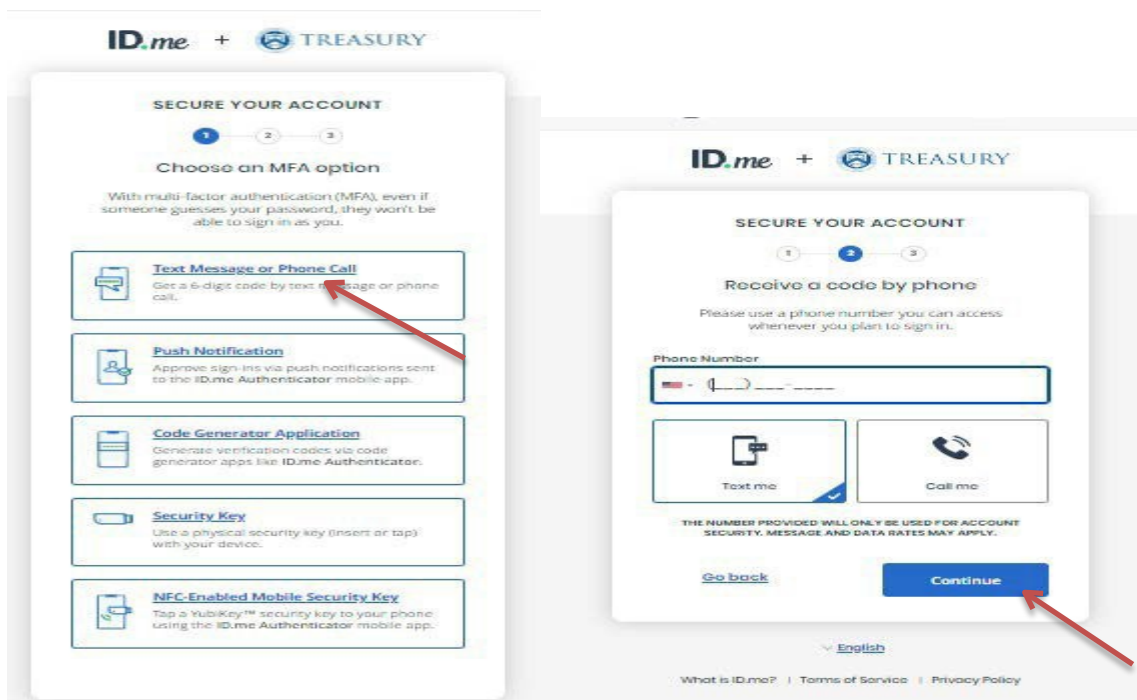 ID.me + TREASURY
SECURE YOUR ACCOUNT
1 2 3
Choose an MFA option
With multi-factor authentication (MFA), even if
someone guesses your password, they won't be
able to sign in as you.
Text Message or Phone Call
Get a 6-digit code by text message or phone
call.
Push Notification
Approve sign-ins via push notifications sent
to the ID.me Authenticator mobile app.
Code Generator Application
Generate verification codes via code
generator apps like ID.me Authenticator.
Security Key
Use a physical security key (insert or tap)
with your device.
NFC-Enabled Mobile Security Key
Tap a YubiKey™ security key to your phone
using the ID.me Authenticator mobile app.
ID.me + TREASURY
SECURE YOUR ACCOUNT
1 2 3
Receive a code by phone
Please use a phone number you can access
whenever you plan to sign in.
Phone Number
(___) ___-____
Text me Call me
THE NUMBER PROVIDED WILL ONLY BE USED FOR ACCOUNT
SECURITY. MESSAGE AND DATA RATES MAY APPLY.
Go back Continue
English
What is ID.me? | Terms of Service | Privacy Policy